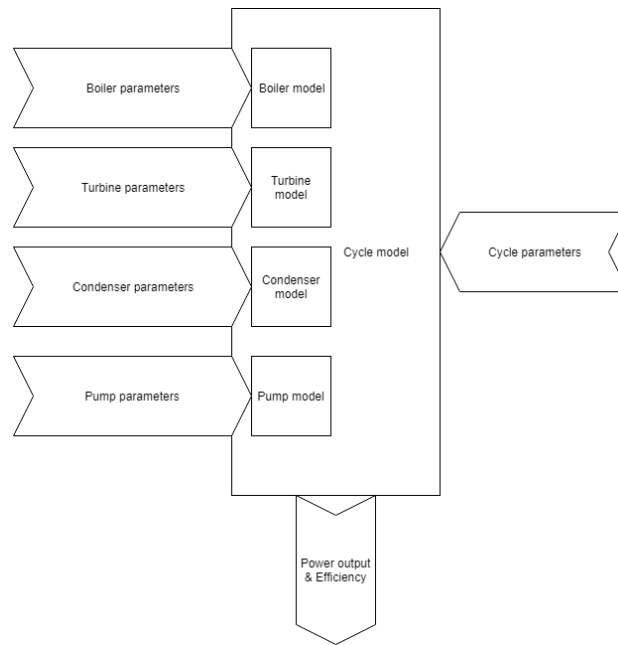 Boiler parameters
Boiler model
Turbine parameters
Turbine
model
Condenser parameters
Condenser
model
Cycle model
Cycle parameters
Pump parameters
Pump model
Power output
& Efficiency